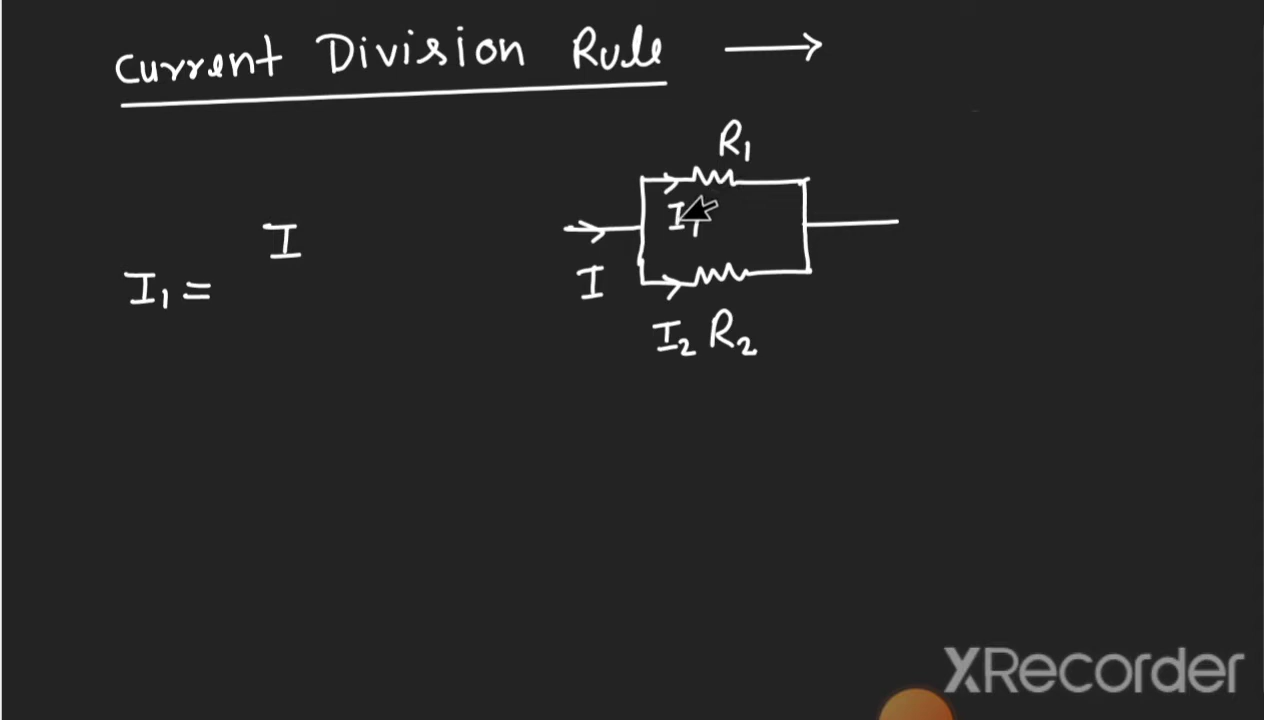 Current Division Rule →
R₁
I₁
I
I₁ =
I
I₂ R₂
XRecorder